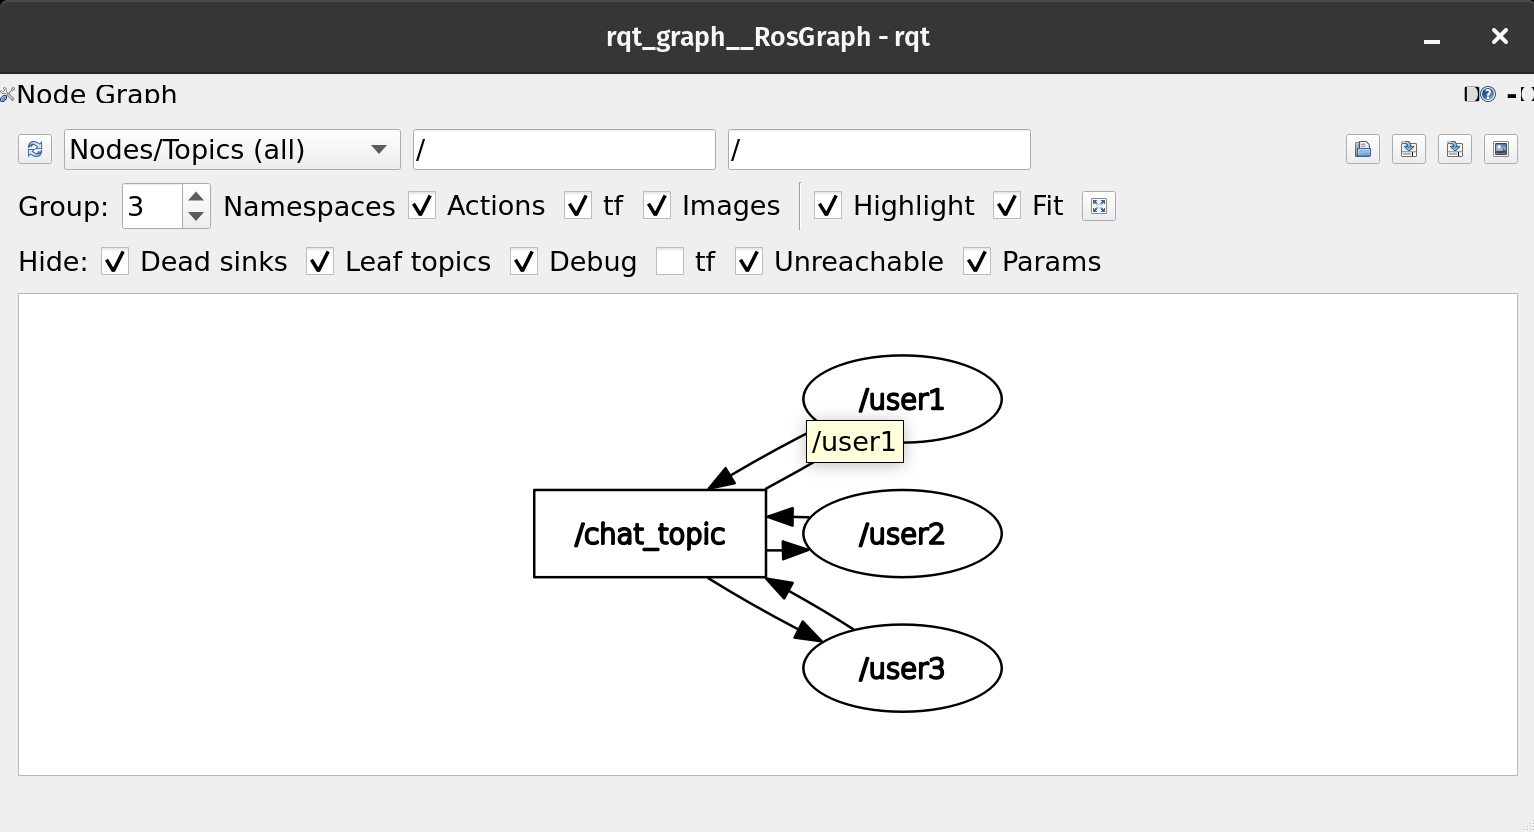 rqt_graph__RosGraph - rqt
Node Graph
Nodes/Topics (all) / /
Group: 3 Namespaces Actions tf Images Highlight Fit
Hide: Dead sinks Leaf topics Debug tf Unreachable Params
/user1
/user1
/chat_topic /user2
/user3